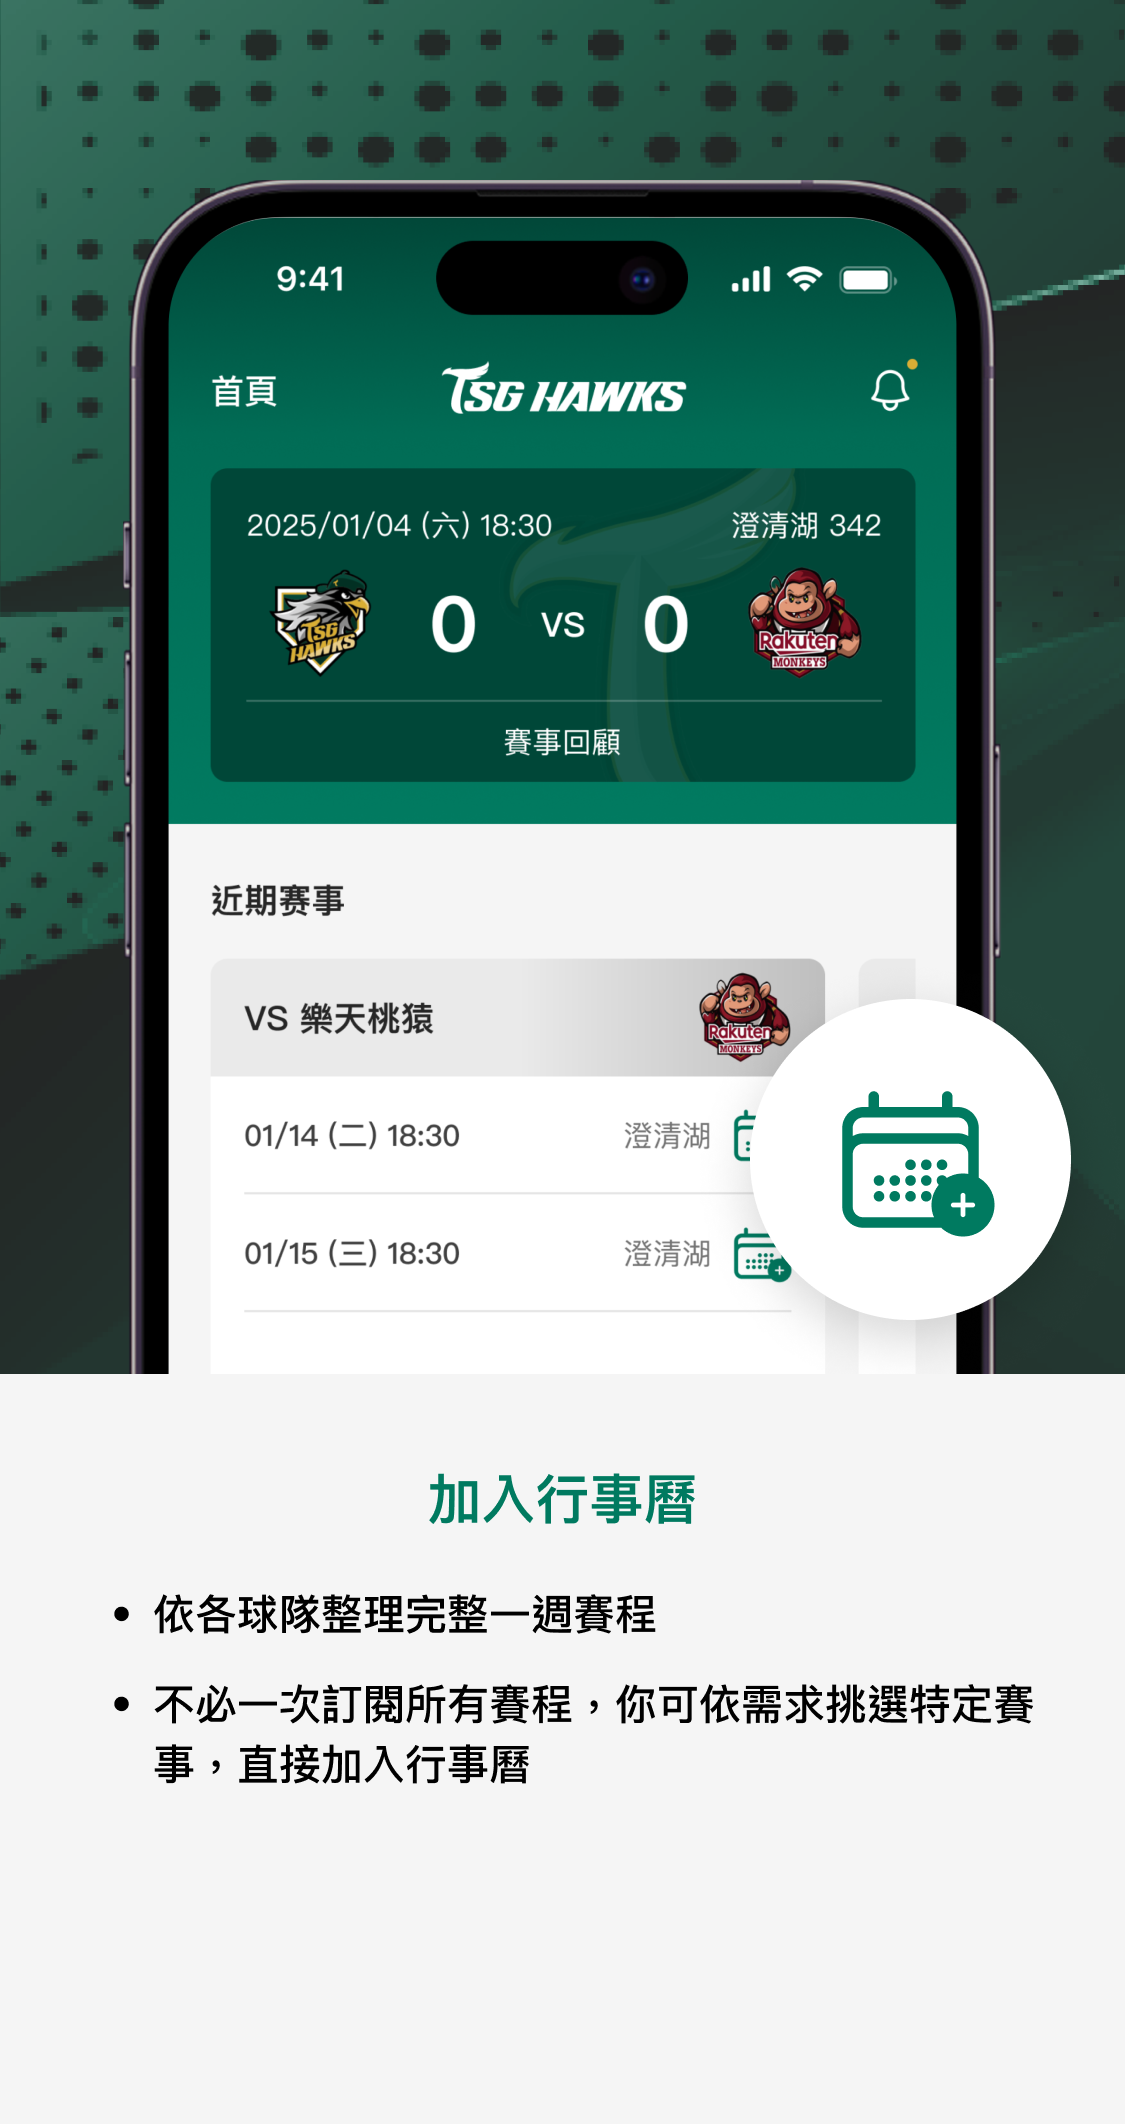 9:41
首頁
TSG HAWKS
2025/01/04 (六) 18:30
澄清湖 342
TSG
HAWKS
0
VS
0
Rakuten
MONKEYS
賽事回顧
近期赛事
VS 樂天桃猿
Rakuten
MONKEYS
01/14 (二) 18:30
澄清湖
01/15 (三) 18:30
澄清湖
加入行事曆
• 依各球隊整理完整一週賽程
• 不必一次訂閱所有賽程，你可依需求挑選特定賽
事，直接加入行事曆